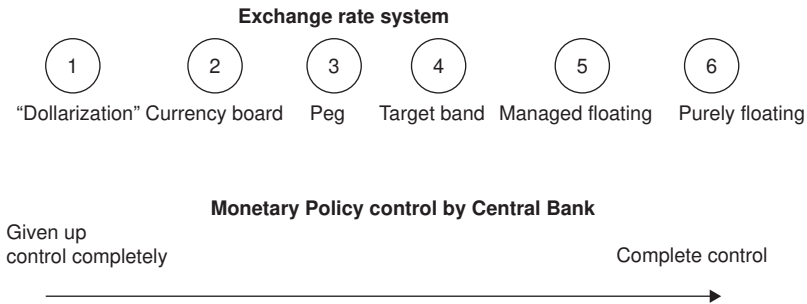 Exchange rate system
1 2 3 4 5 6
“Dollarization” Currency board Peg Target band Managed floating Purely floating
Monetary Policy control by Central Bank
Given up
control completely
Complete control